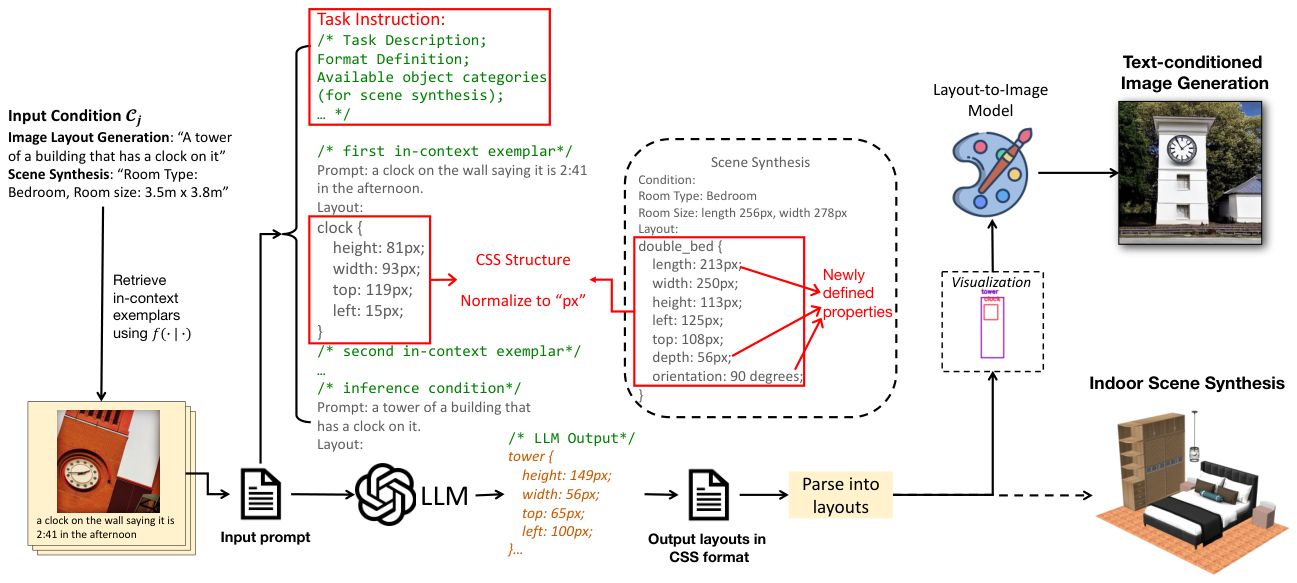 Input Condition 𝒞j
Image Layout Generation: “A tower
of a building that has a clock on it”
Scene Synthesis: “Room Type:
Bedroom, Room size: 3.5m x 3.8m”
Retrieve
in-context
exemplars
using f(·|·)
a clock on the wall saying it is
2:41 in the afternoon
Input prompt
Task Instruction:
/* Task Description;
Format Definition;
Available object categories
(for scene synthesis);
… */
/* first in-context exemplar*/
Prompt: a clock on the wall saying it is 2:41
in the afternoon.
Layout:
clock {
height: 81px;
width: 93px;
top: 119px;
left: 15px;
}
/* second in-context exemplar*/
…
/* inference condition*/
Prompt: a tower of a building that
has a clock on it.
Layout:
CSS Structure
Normalize to “px”
Scene Synthesis
Condition:
Room Type: Bedroom
Room Size: length 256px, width 278px
Layout:
double_bed {
length: 213px;
width: 250px;
height: 113px;
left: 125px;
top: 108px;
depth: 56px;
orientation: 90 degrees;
}
Newly
defined
properties
LLM
/* LLM Output*/
tower {
height: 149px;
width: 56px;
top: 65px;
left: 100px;
}…
Output layouts in
CSS format
Parse into
layouts
Visualization
tower
clock
Layout-to-Image
Model
Text-conditioned
Image Generation
Indoor Scene Synthesis